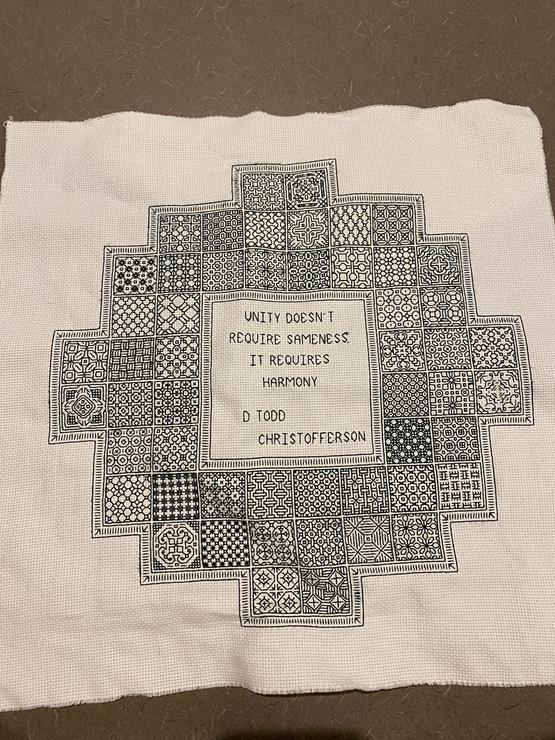 UNITY DOESN'T
REQUIRE SAMENESS.
IT REQUIRES
HARMONY
D TODD
CHRISTOFFERSON